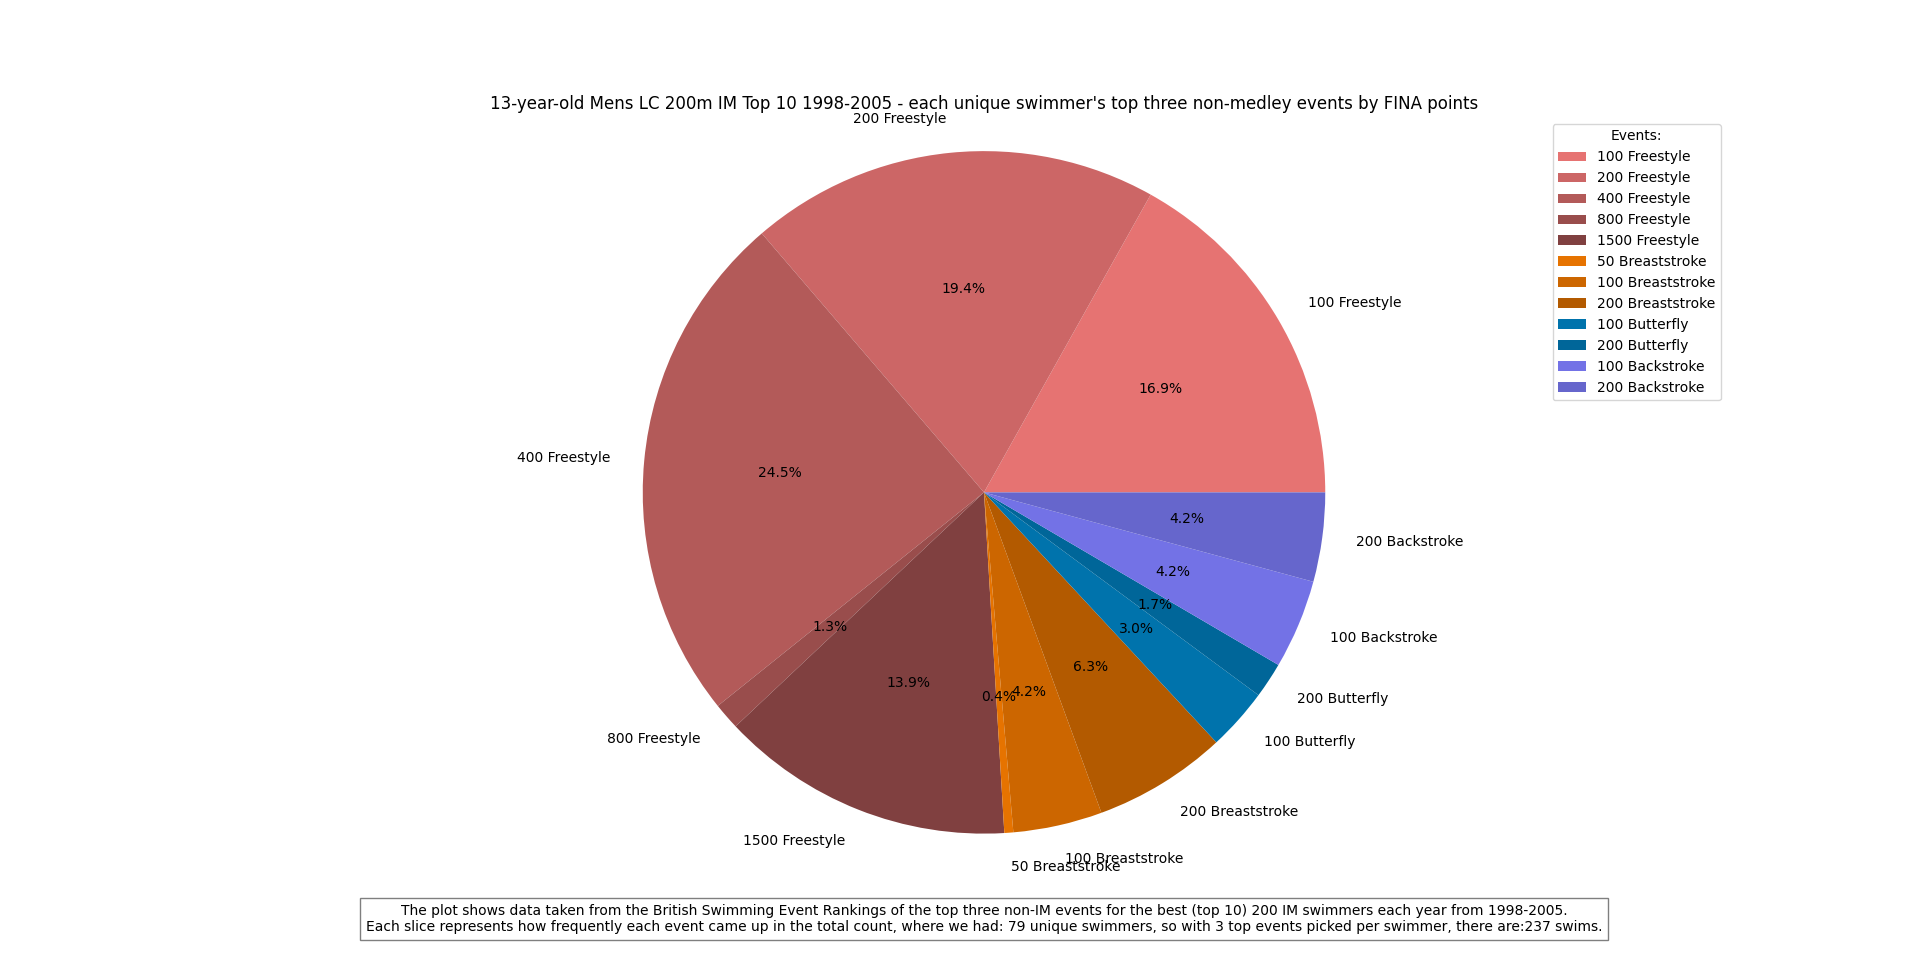 13-year-old Mens LC 200m IM Top 10 1998-2005 - each unique swimmer's top three non-medley events by FINA points
200 Freestyle
Events:
100 Freestyle
200 Freestyle
400 Freestyle
800 Freestyle
1500 Freestyle
50 Breaststroke
100 Breaststroke
200 Breaststroke
100 Butterfly
200 Butterfly
100 Backstroke
200 Backstroke
19.4%
100 Freestyle
16.9%
400 Freestyle
24.5%
4.2%
200 Backstroke
4.2%
1.7%
1.3%
3.0%
100 Backstroke
6.3%
13.9%
0.4%
4.2%
200 Butterfly
800 Freestyle
100 Butterfly
200 Breaststroke
1500 Freestyle
100 Breaststroke
50 Breaststroke
The plot shows data taken from the British Swimming Event Rankings of the top three non-IM events for the best (top 10) 200 IM swimmers each year from 1998-2005.
Each slice represents how frequently each event came up in the total count, where we had: 79 unique swimmers, so with 3 top events picked per swimmer, there are:237 swims.